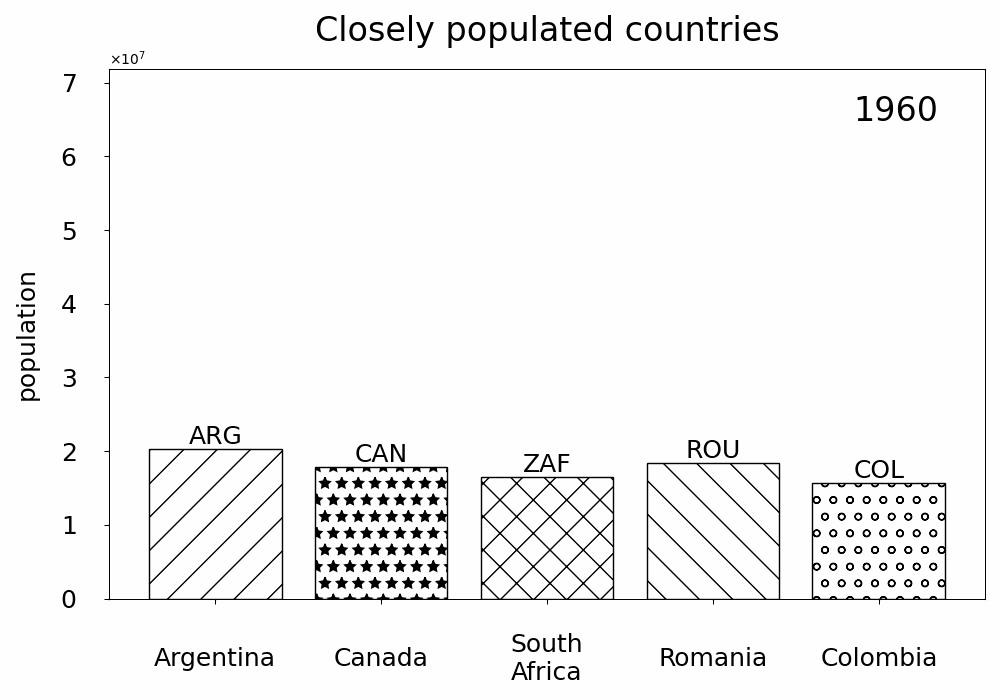 Closely populated countries
×10⁷
1960
7
6
5
4
3
2
1
0
population
ARG
CAN
ZAF
ROU
COL
Argentina
Canada
South
Africa
Romania
Colombia